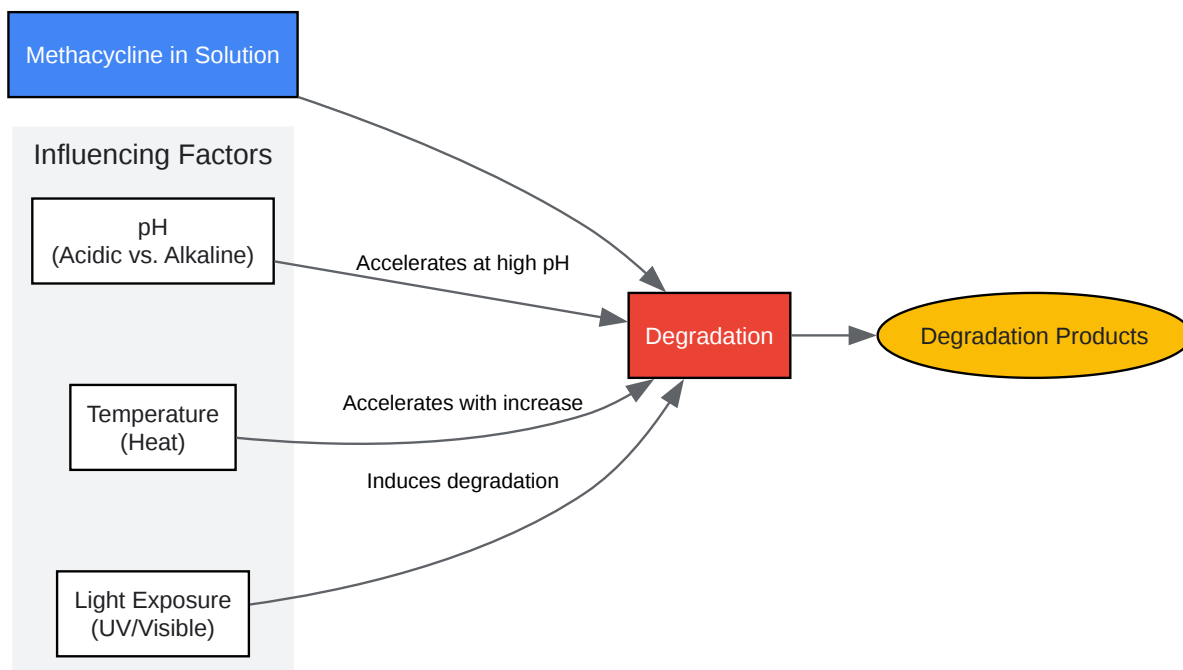 Methacycline in Solution
Influencing Factors
pH
(Acidic vs. Alkaline)
Accelerates at high pH
Degradation
Degradation Products
Temperature
(Heat)
Accelerates with increase
Induces degradation
Light Exposure
(UV/Visible)